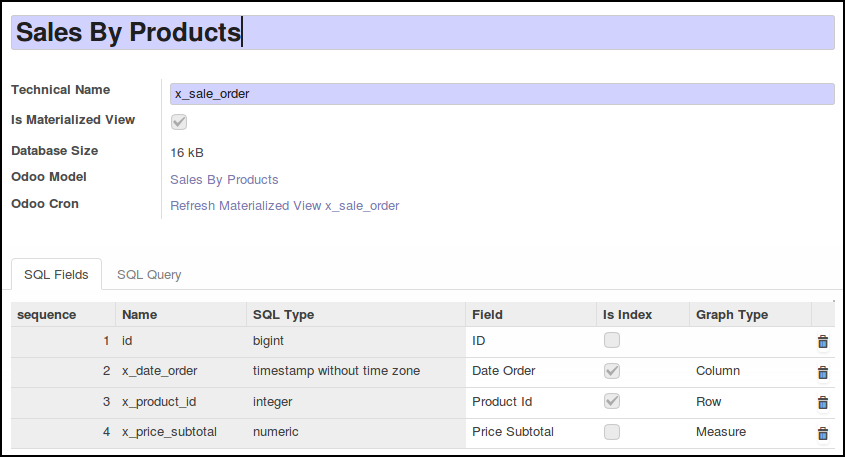 Sales By Products
Technical Name x_sale_order
Is Materialized View
Database Size 16 kB
Odoo Model Sales By Products
Odoo Cron Refresh Materialized View x_sale_order
SQL Fields SQL Query
sequence Name SQL Type Field Is Index Graph Type
1 id bigint ID
2 x_date_order timestamp without time zone Date Order Column
3 x_product_id integer Product Id Row
4 x_price_subtotal numeric Price Subtotal Measure